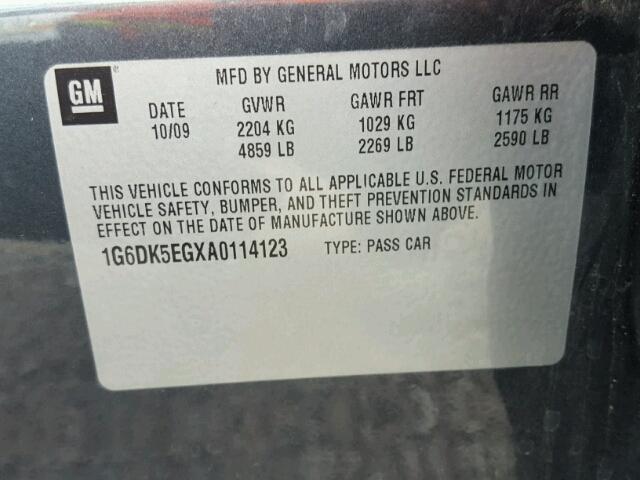 GM
MFD BY GENERAL MOTORS LLC
DATE GVWR GAWR FRT GAWR RR
10/09 2204 KG 1029 KG 1175 KG
4859 LB 2269 LB 2590 LB
THIS VEHICLE CONFORMS TO ALL APPLICABLE U.S. FEDERAL MOTOR
VEHICLE SAFETY, BUMPER, AND THEFT PREVENTION STANDARDS IN
EFFECT ON THE DATE OF MANUFACTURE SHOWN ABOVE.
1G6DK5EGXA0114123 TYPE: PASS CAR